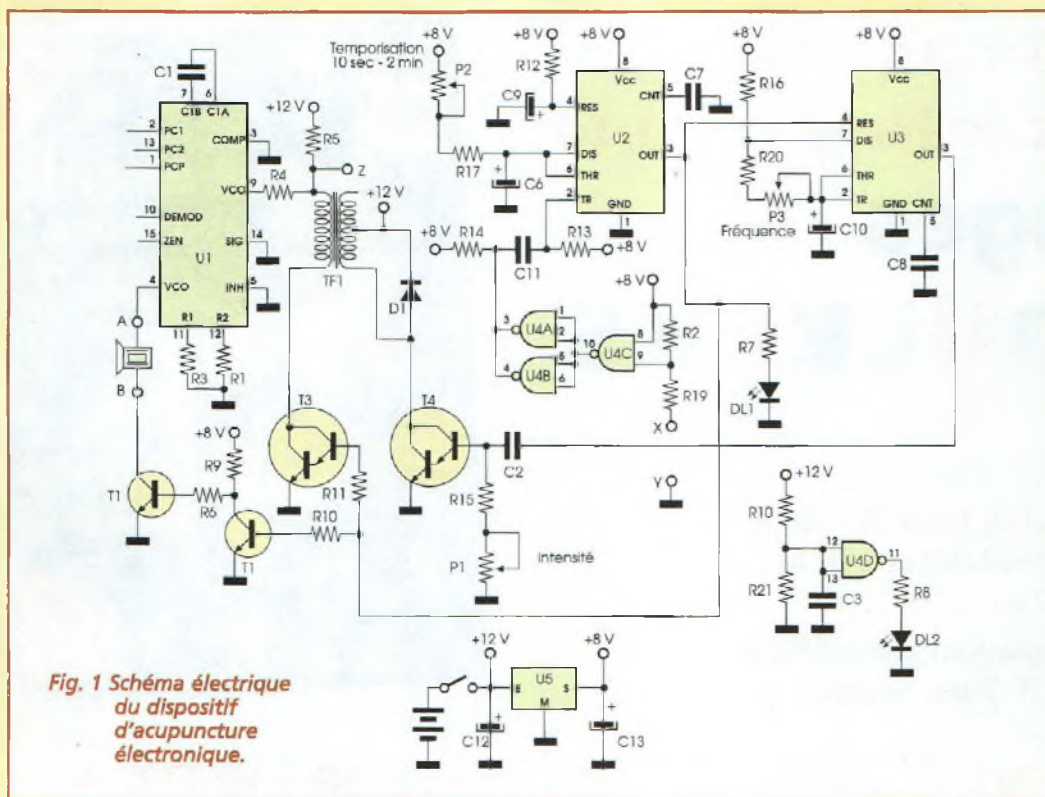 C1
7 6
C1B C1A
2 PC1
13 PC2
1 PCP
COMP 3
VCO 9
10 DEMOD
15 ZEN
SIG 14
U1
4 VCO
INH 5
R1 R2
11 12
R3 R1
A
B
+12 V
R5
R4
Z
+12 V
TF1
D1
T3
T4
T1
+8 V
R9
R6
T1
R10
R11
R15
P1
Intensité
C2
Temporisation
10 sec - 2 min
+8 V
P2
R17
C6
+8 V
R12
C9
+8 V
8
Vcc
4 RES
CNT 5
C7
U2
7 DIS
OUT 3
6 THR
2 TR
GND
1
+8 V
R14
C11
R13
+8 V
3 U4A 1
2
4 U4B 5
6
10 U4C 8
9
+8 V
R2
R19
X
Y
R7
DL1
+8 V
R16
R20
P3
Fréquence
C10
+8 V
8
Vcc
4 RES
7 DIS
U3
OUT 3
6 THR
2 TR
GND CNT
1 5
C8
+12 V
R10
R21
12
13
U4D
11
C3
R8
DL2
+12 V
+8 V
U5
E S
M
C12
C13
Fig. 1 Schéma électrique
du dispositif
d'acupuncture
électronique.